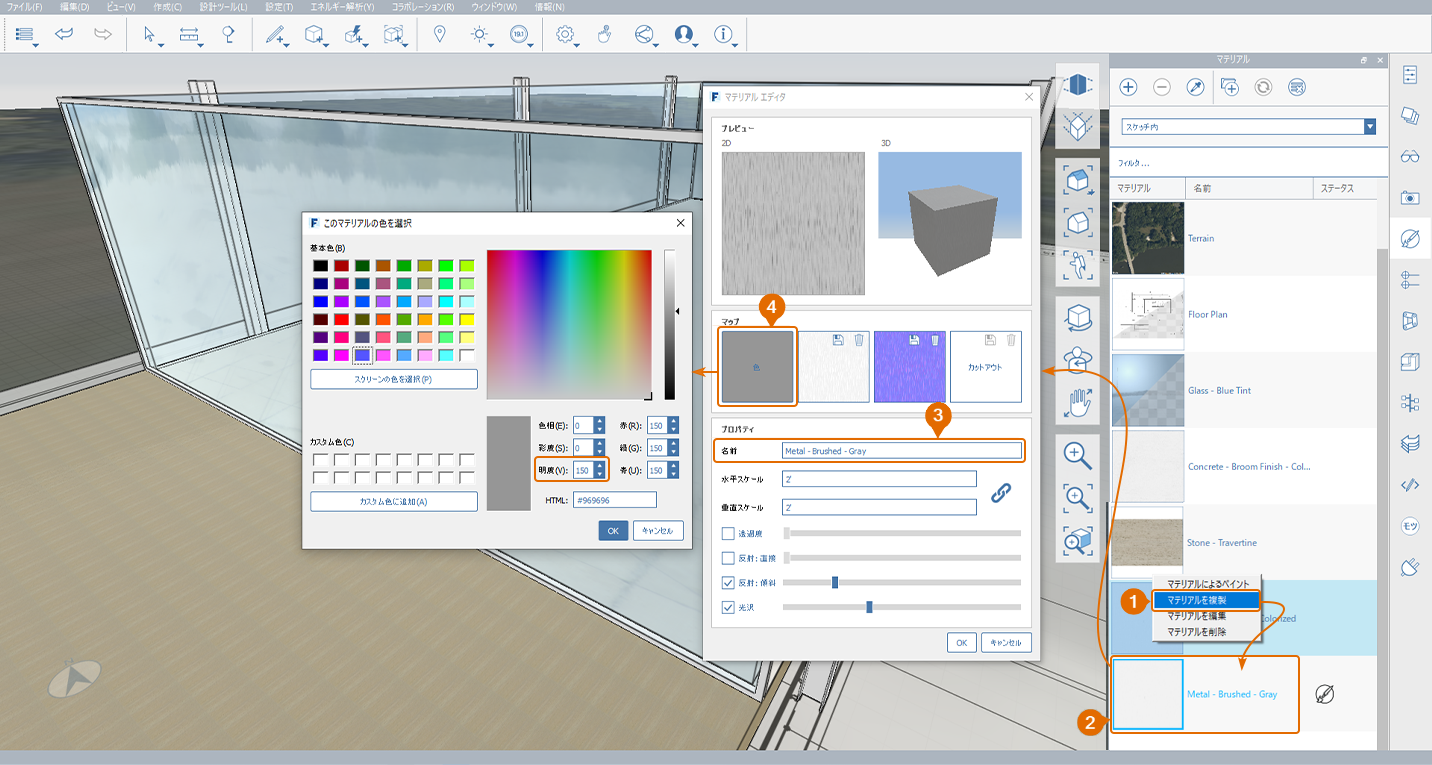 ファイル(F) 編集(D) ビュー(V) 作成(C) 設計ツール(L) 設定(T) エネルギー解析(Y) コラボレーション(R) ウィンドウ(W) 情報(N)
19.1
マテリアル
スケッチ内
フィルタ...
マテリアル 名前 ステータス
Terrain
Floor Plan
Glass - Blue Tint
Concrete - Broom Finish - Col...
Stone - Travertine
Colorized
マテリアルによるペイント
マテリアルを複製
マテリアルを編集
マテリアルを削除
1
Metal - Brushed - Gray
2
モツ
F マテリアル エディタ
プレビュー
2D 3D
マップ
4
色
カットアウト
プロパティ
3
名前 Metal - Brushed - Gray
水平スケール 2'
垂直スケール 2'
透過度
反射: 直接
反射: 傾斜
光沢
OK キャンセル
F このマテリアルの色を選択
基本色(B)
スクリーンの色を選択(P)
カスタム色(C)
カスタム色に追加(A)
色相(E): 0 赤(R): 150
彩度(S): 0 緑(G): 150
明度(V): 150 青(U): 150
HTML: #969696
OK キャンセル